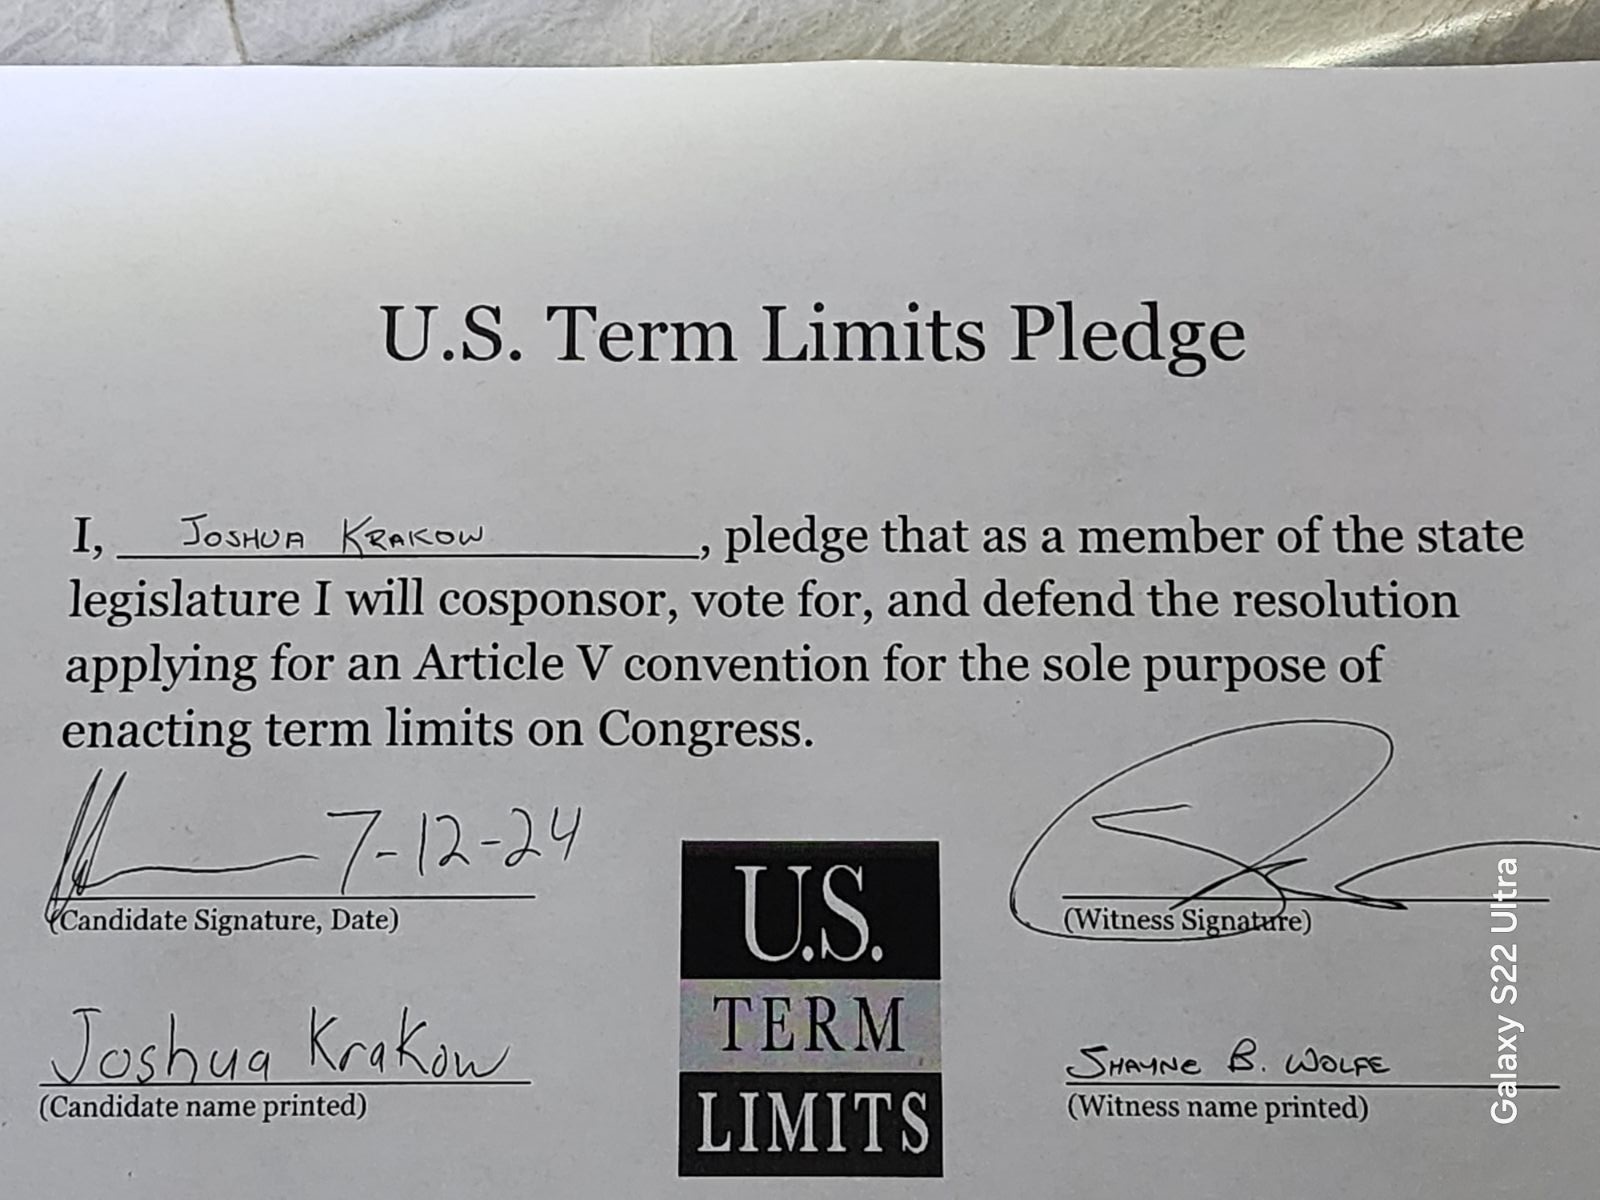 U.S. Term Limits Pledge
I, Joshua Krakow, pledge that as a member of the state
legislature I will cosponsor, vote for, and defend the resolution
applying for an Article V convention for the sole purpose of
enacting term limits on Congress.
7-12-24
(Candidate Signature, Date)
(Witness Signature)
U.S.
TERM
LIMITS
Joshua Krakow
(Candidate name printed)
SHAYNE B. WOLFE
(Witness name printed)
Galaxy S22 Ultra